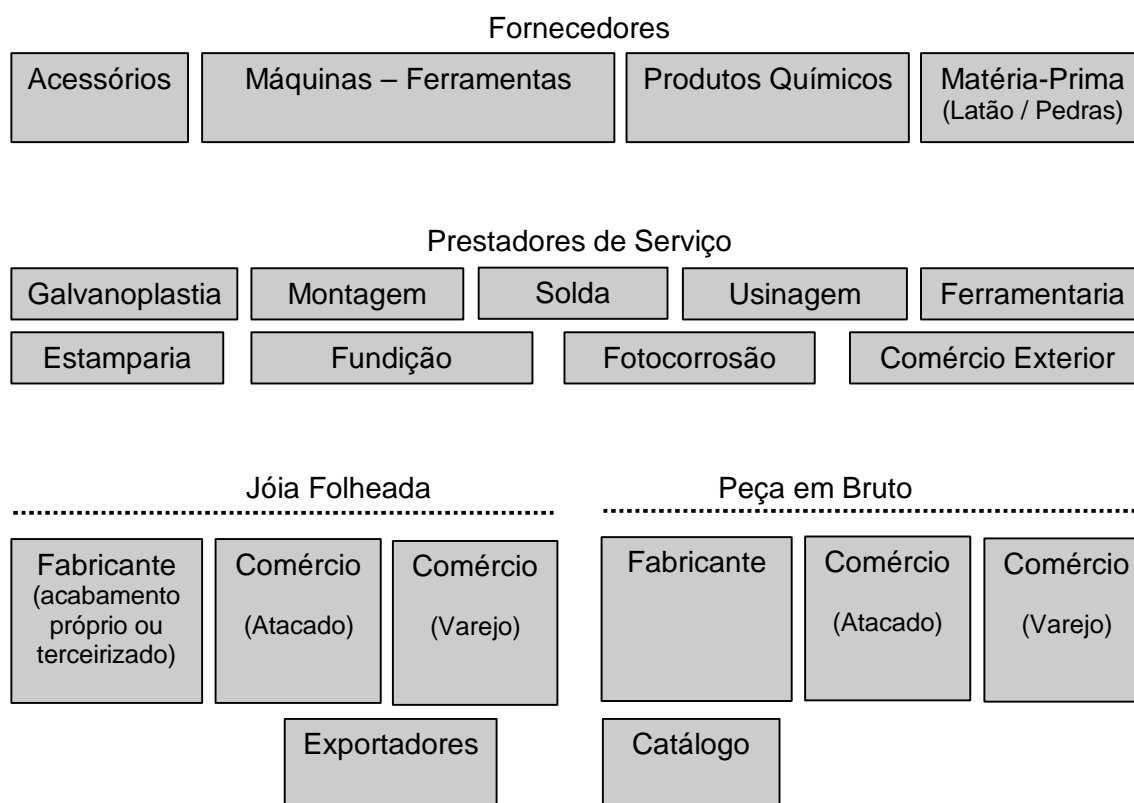 Fornecedores
Acessórios
Máquinas – Ferramentas
Produtos Químicos
Matéria-Prima
(Latão / Pedras)
Prestadores de Serviço
Galvanoplastia
Montagem
Solda
Usinagem
Ferramentaria
Estamparia
Fundição
Fotocorrosão
Comércio Exterior
Jóia Folheada
Peça em Bruto
Fabricante
(acabamento
próprio ou
terceirizado)
Comércio
(Atacado)
Comércio
(Varejo)
Fabricante
Comércio
(Atacado)
Comércio
(Varejo)
Exportadores
Catálogo